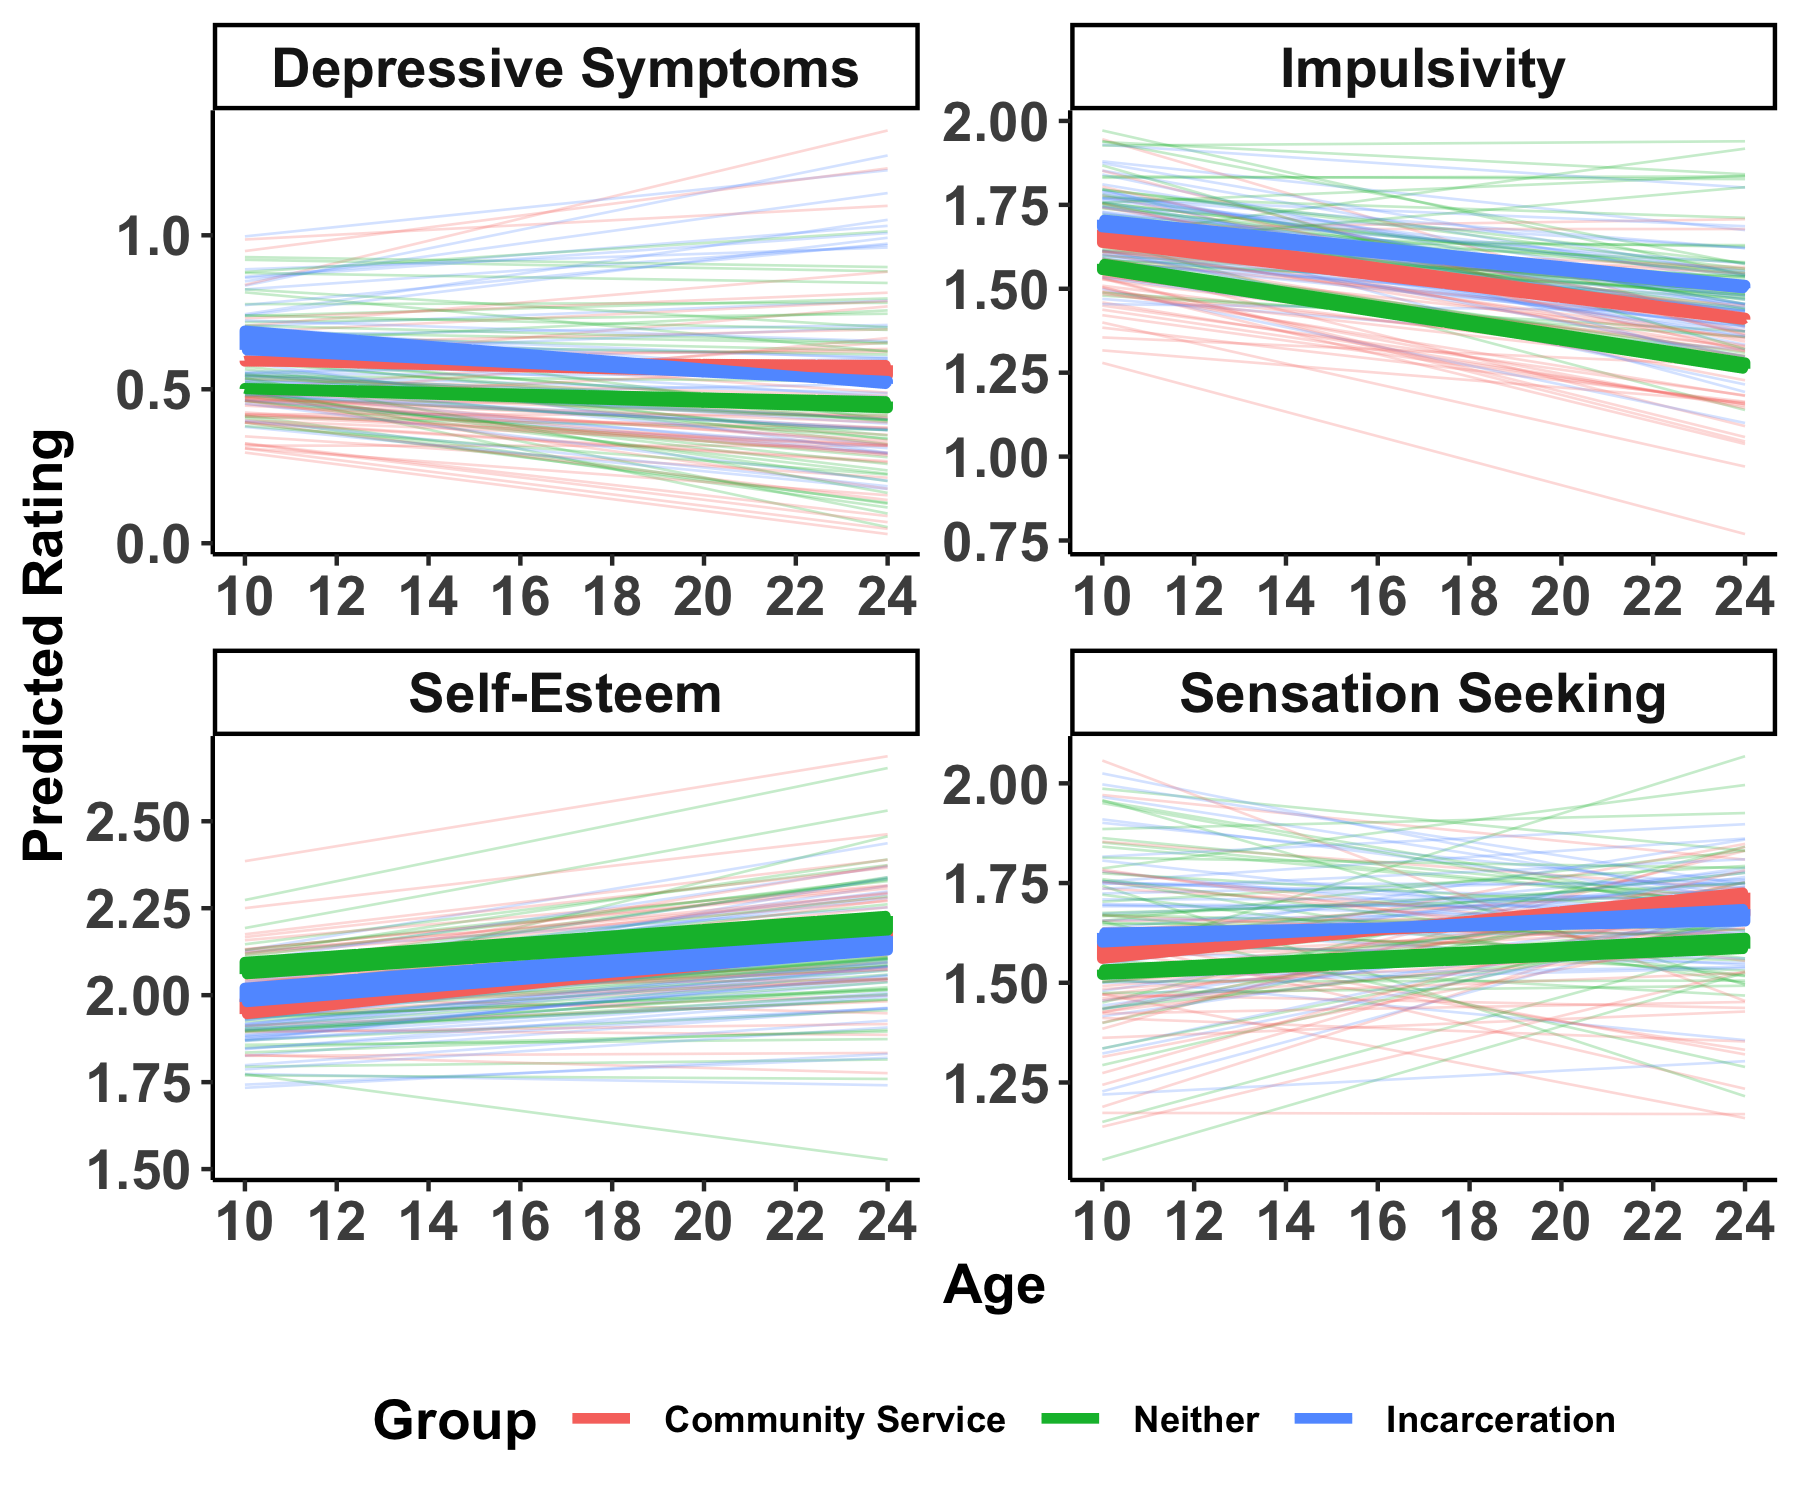 Depressive Symptoms
Impulsivity
1.0
0.5
0.0
2.00
1.75
1.50
1.25
1.00
0.75
10 12 14 16 18 20 22 24
10 12 14 16 18 20 22 24
Predicted Rating
Self-Esteem
Sensation Seeking
2.50
2.25
2.00
1.75
1.50
2.00
1.75
1.50
1.25
10 12 14 16 18 20 22 24
10 12 14 16 18 20 22 24
Age
Group Community Service Neither Incarceration